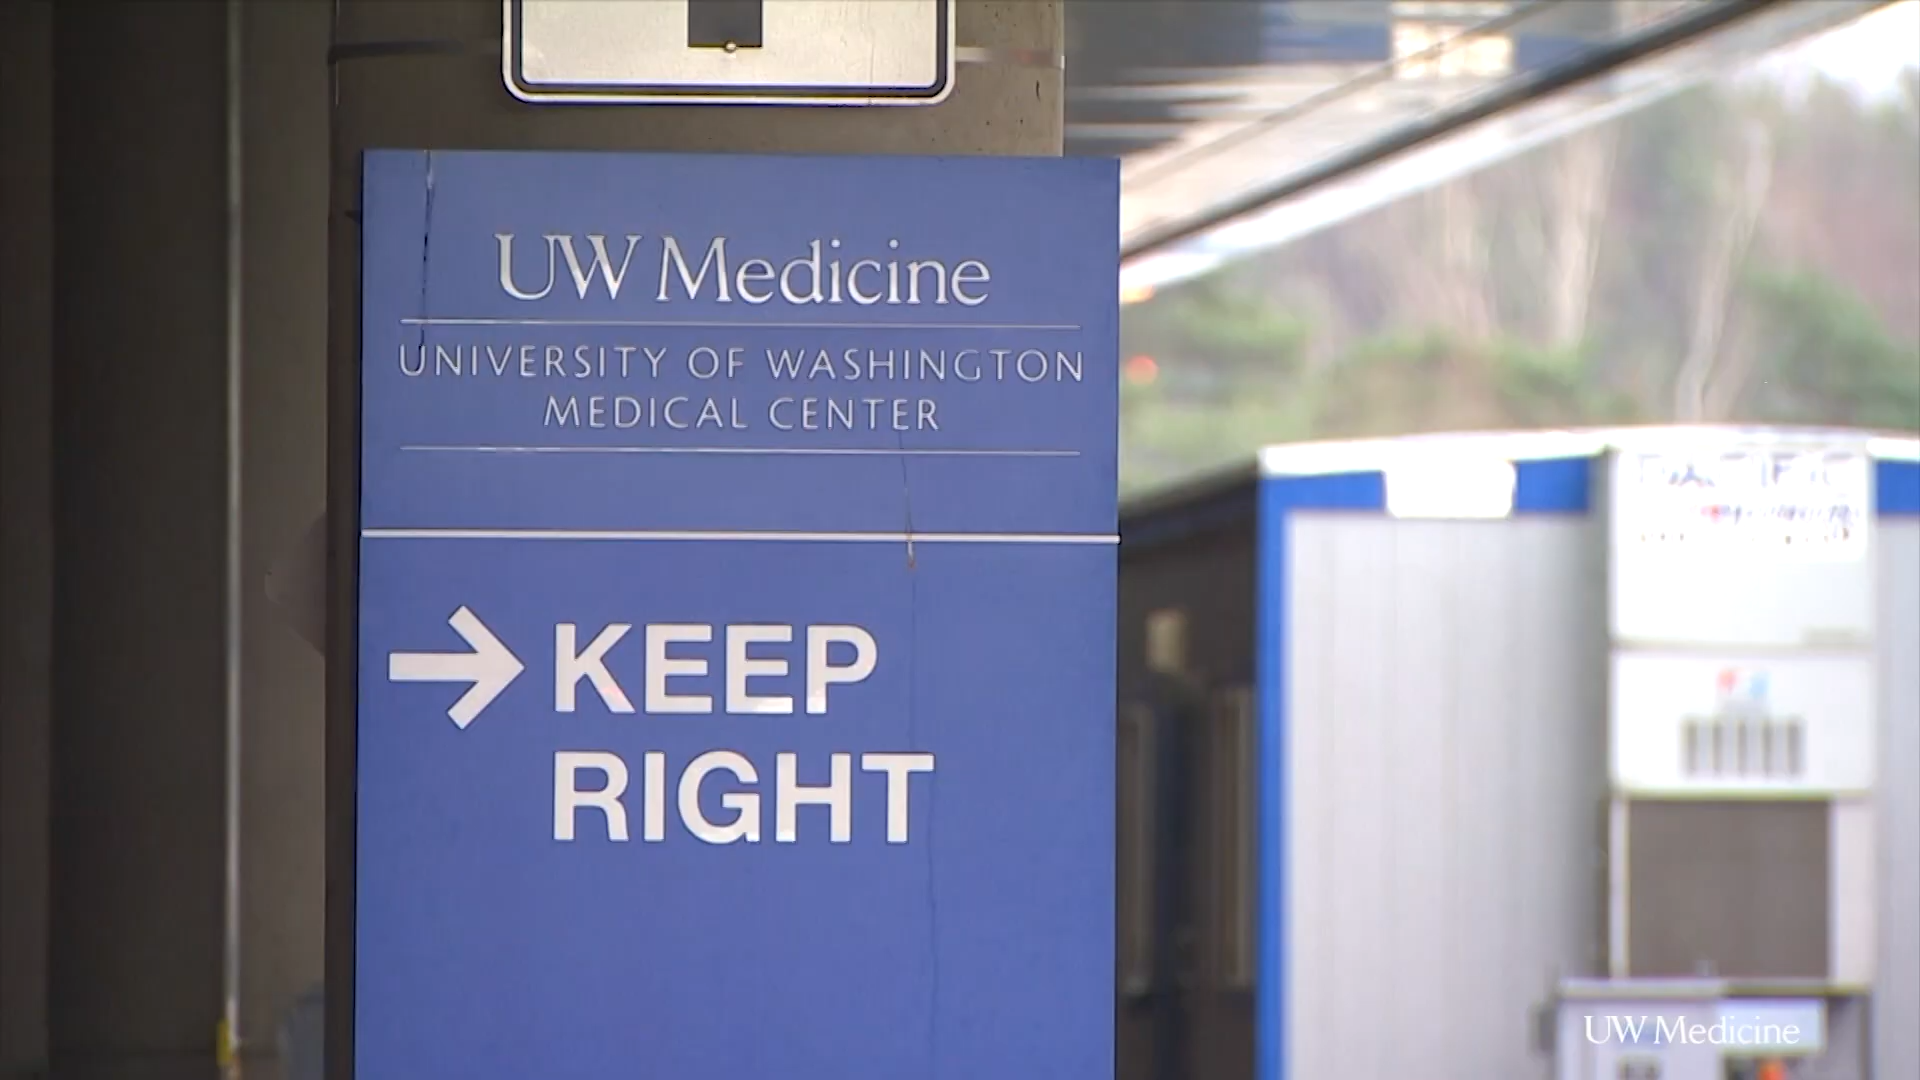 UW Medicine
UNIVERSITY OF WASHINGTON
MEDICAL CENTER
KEEP
RIGHT
UW Medicine